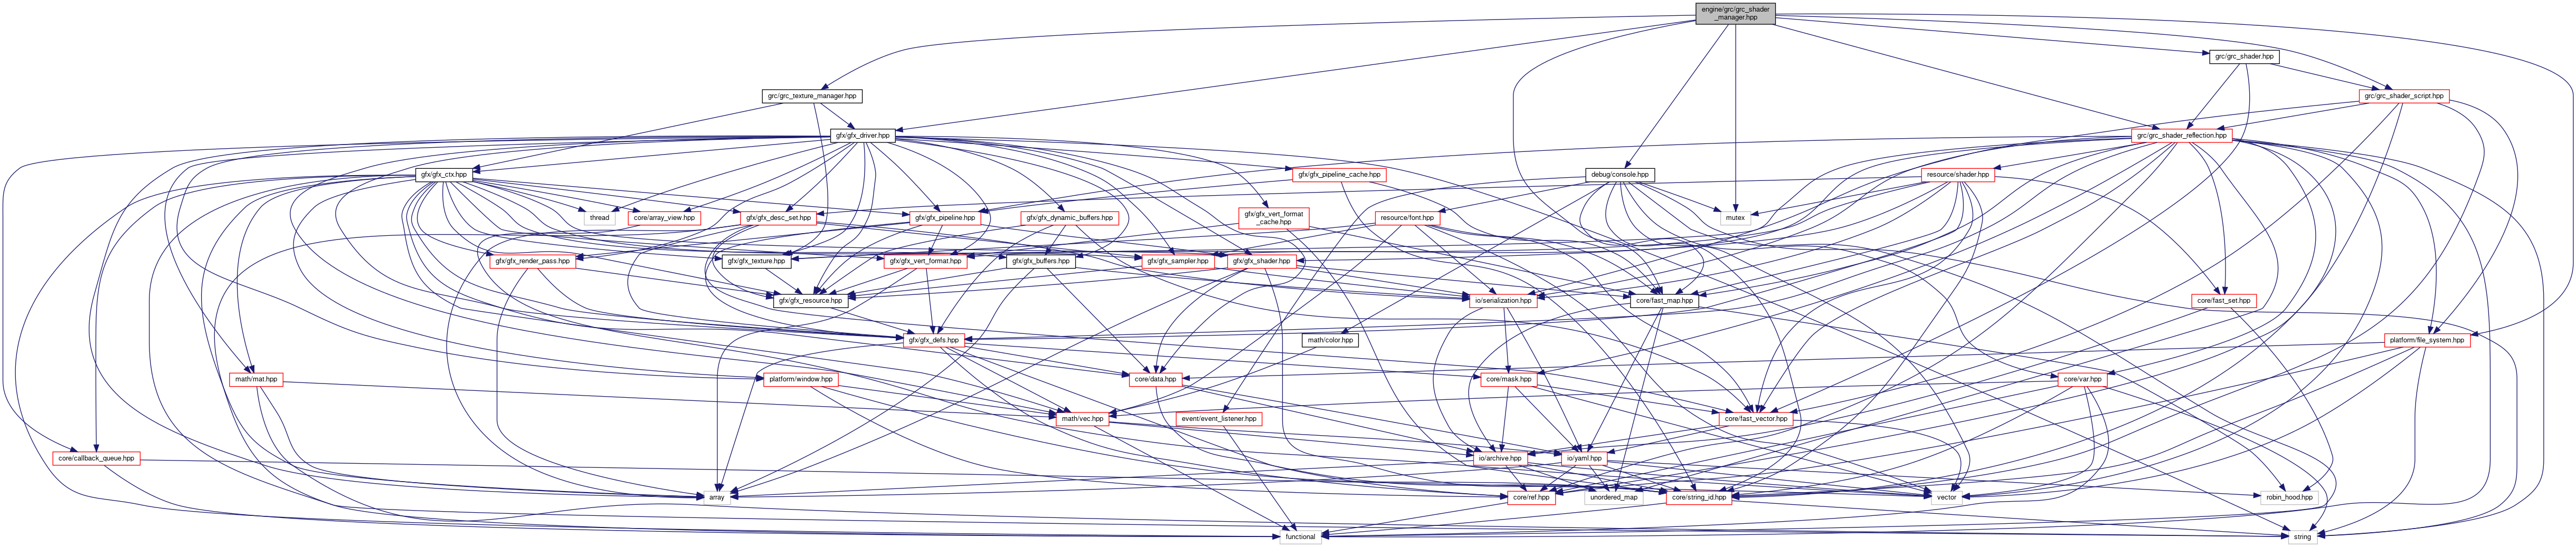 engine/grc/grc_shader
_manager.hpp
grc/grc_shader.hpp
grc/grc_texture_manager.hpp
grc/grc_shader_script.hpp
gfx/gfx_driver.hpp
grc/grc_shader_reflection.hpp
gfx/gfx_ctx.hpp
gfx/gfx_pipeline_cache.hpp
debug/console.hpp
resource/shader.hpp
thread
core/array_view.hpp
gfx/gfx_desc_set.hpp
gfx/gfx_pipeline.hpp
gfx/gfx_dynamic_buffers.hpp
gfx/gfx_vert_format
_cache.hpp
resource/font.hpp
mutex
gfx/gfx_render_pass.hpp
gfx/gfx_texture.hpp
gfx/gfx_vert_format.hpp
gfx/gfx_buffers.hpp
gfx/gfx_sampler.hpp
gfx/gfx_shader.hpp
gfx/gfx_resource.hpp
io/serialization.hpp
core/fast_map.hpp
core/fast_set.hpp
gfx/gfx_defs.hpp
math/color.hpp
platform/file_system.hpp
math/mat.hpp
platform/window.hpp
core/data.hpp
core/mask.hpp
core/var.hpp
math/vec.hpp
event/event_listener.hpp
core/fast_vector.hpp
core/callback_queue.hpp
io/archive.hpp
io/yaml.hpp
array
core/ref.hpp
unordered_map
core/string_id.hpp
vector
robin_hood.hpp
functional
string